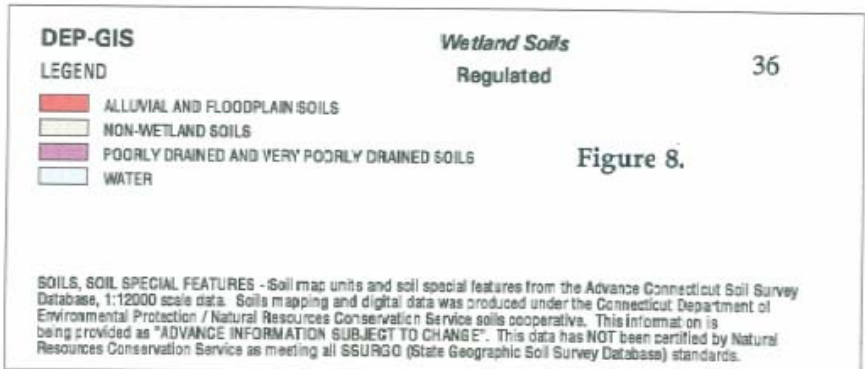 DEP-GIS
Wetland Soils
LEGEND
Regulated
36
ALLUVIAL AND FLOODPLAIN SOILS
NON-WETLAND SOILS
POORLY DRAINED AND VERY POORLY DRAINED SOILS
Figure 8.
WATER
SOILS, SOIL SPECIAL FEATURES - Soil map units and soil special features from the Advance Connecticut Soil Survey
Database, 1:12000 scale data. Soils mapping and digital data was produced under the Connecticut Department of
Environmental Protection / Natural Resources Conservation Service soils cooperative. This information is
being provided as "ADVANCE INFORMATION SUBJECT TO CHANGE". This data has NOT been certified by Natural
Resources Conservation Service as meeting all SSURGO (State Geographic Soil Survey Database) standards.